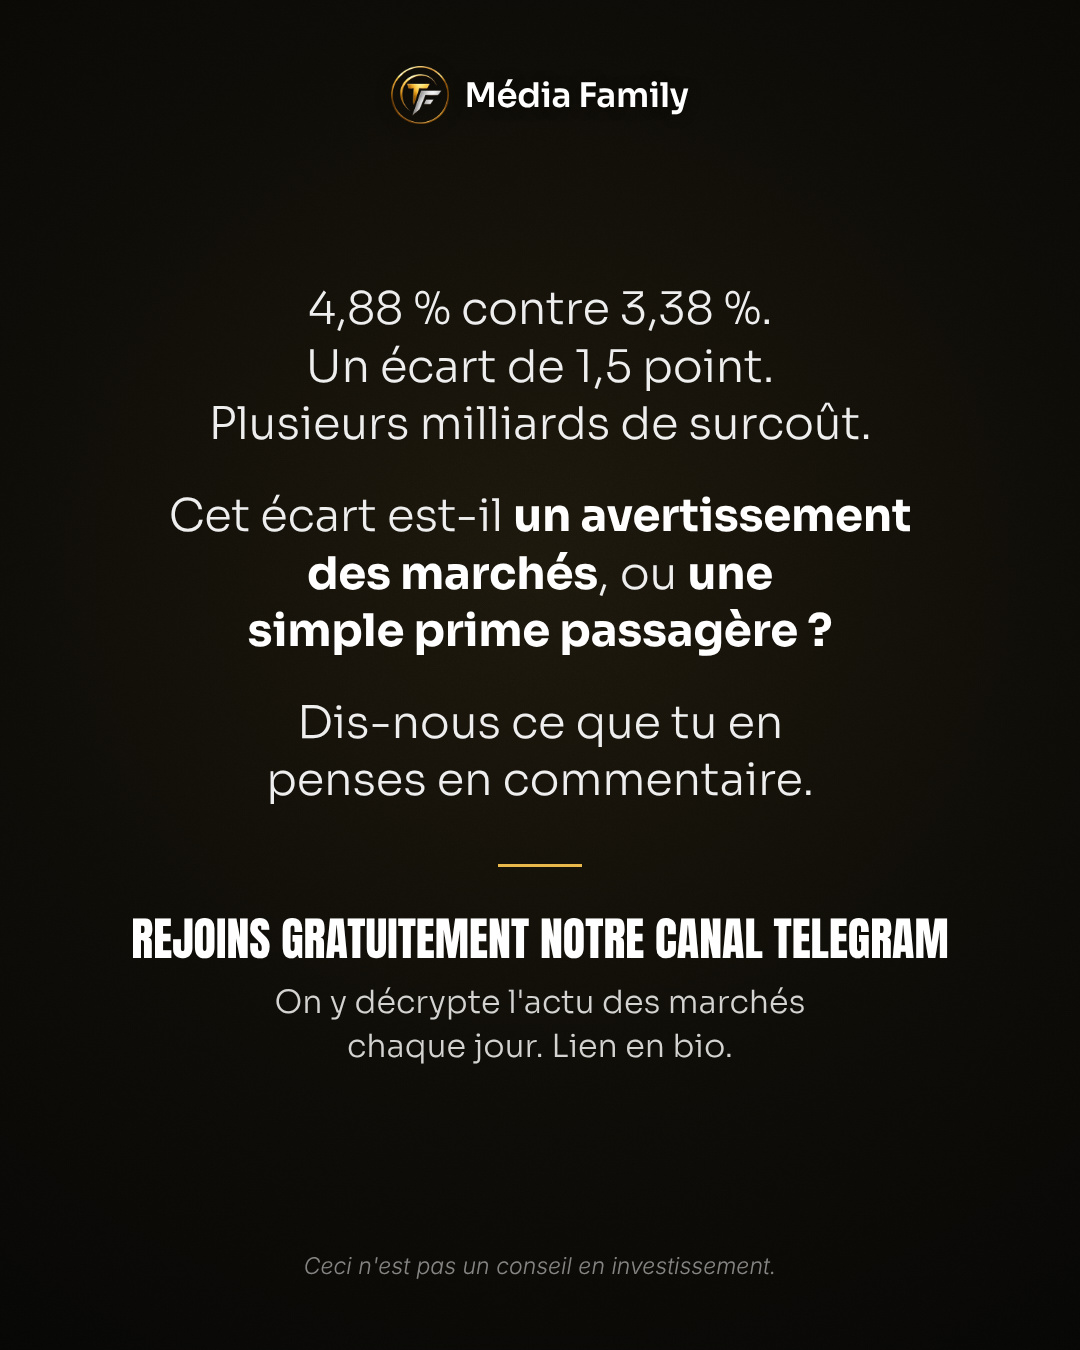 TF Média Family
4,88 % contre 3,38 %.
Un écart de 1,5 point.
Plusieurs milliards de surcoût.
Cet écart est-il un avertissement
des marchés, ou une
simple prime passagère ?
Dis-nous ce que tu en
penses en commentaire.
REJOINS GRATUITEMENT NOTRE CANAL TELEGRAM
On y décrypte l'actu des marchés
chaque jour. Lien en bio.
Ceci n'est pas un conseil en investissement.